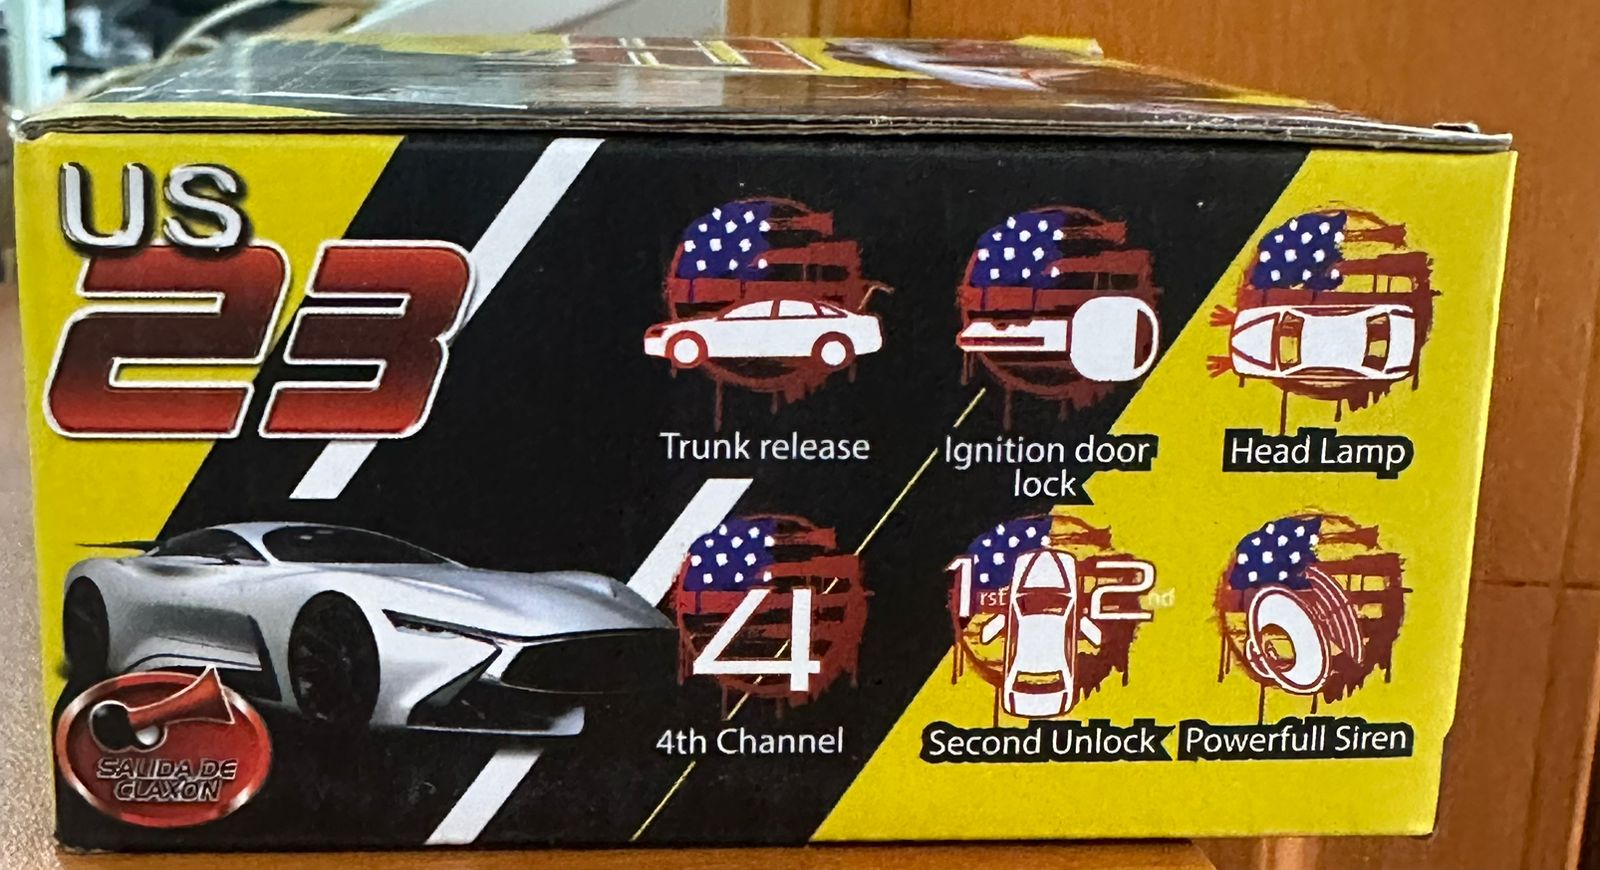 US
23
Trunk release
Ignition door
lock
Head Lamp
4
4th Channel
1rst
2nd
Second Unlock
Powerfull Siren
SALIDA DE
CLAXON